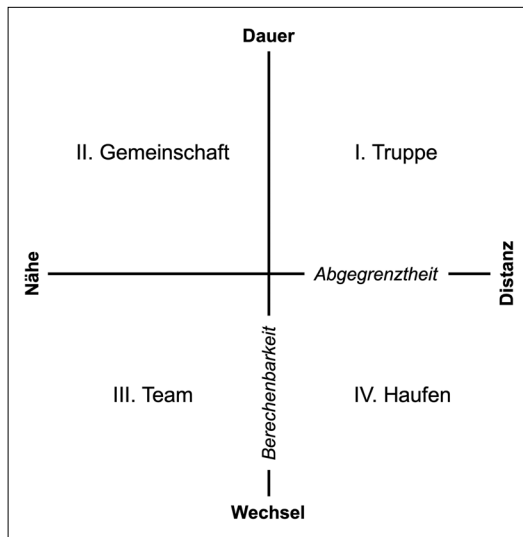 Dauer
II. Gemeinschaft
I. Truppe
Nähe
Abgegrenztheit
Distanz
Berechenbarkeit
III. Team
IV. Haufen
Wechsel